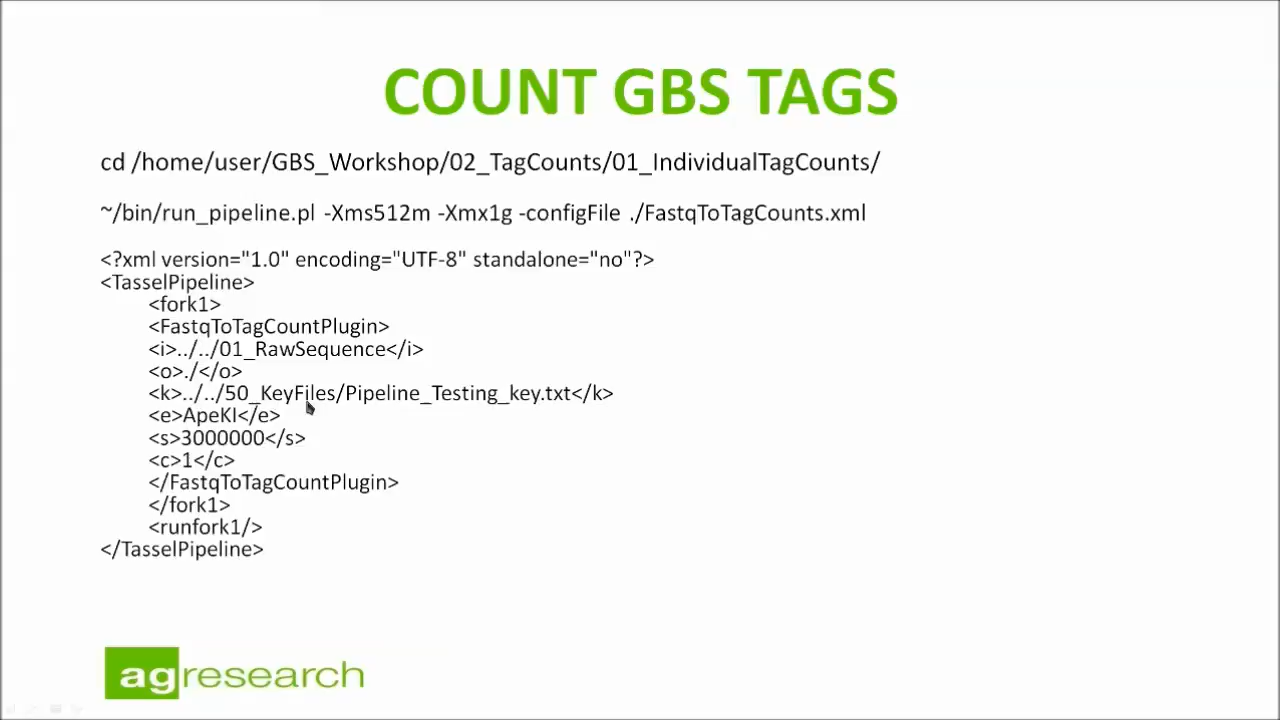 COUNT GBS TAGS
cd /home/user/GBS_Workshop/02_TagCounts/01_IndividualTagCounts/
~/bin/run_pipeline.pl -Xms512m -Xmx1g -configFile ./FastqToTagCounts.xml
<?xml version="1.0" encoding="UTF-8" standalone="no"?>
<TasselPipeline>
<fork1>
<FastqToTagCountPlugin>
<i>../../01_RawSequence</i>
<o>./</o>
<k>../../50_KeyFiles/Pipeline_Testing_key.txt</k>
<e>ApeKI</e>
<s>3000000</s>
<c>1</c>
</FastqToTagCountPlugin>
</fork1>
<runfork1/>
</TasselPipeline>
agresearch